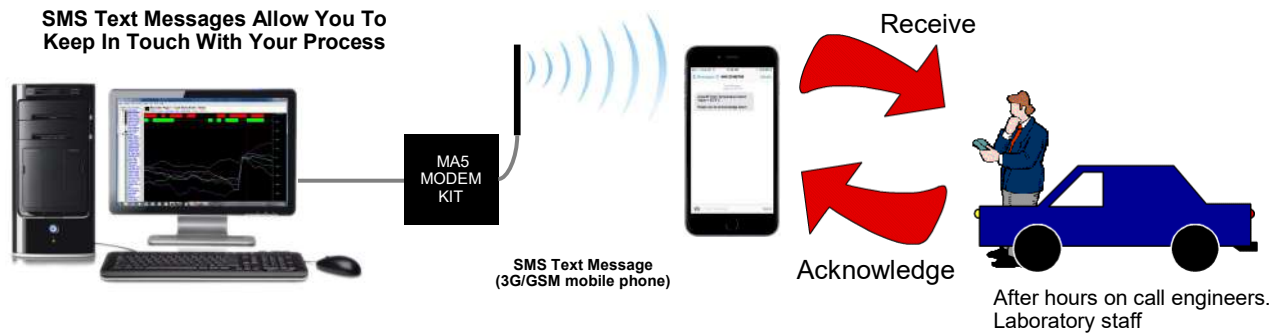 SMS Text Messages Allow You To
Keep In Touch With Your Process
Receive
MA5
MODEM
KIT
SMS Text Message
(3G/GSM mobile phone)
Acknowledge
After hours on call engineers.
Laboratory staff